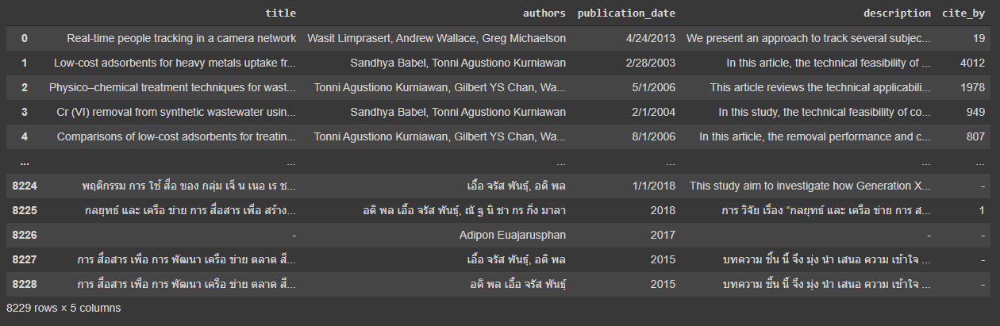 title authors publication_date description cite_by
0 Real-time people tracking in a camera network Wasit Limprasert, Andrew Wallace, Greg Michaelson 4/24/2013 We present an approach to track several subjec... 19
1 Low-cost adsorbents for heavy metals uptake fr... Sandhya Babel, Tonni Agustiono Kurniawan 2/28/2003 In this article, the technical feasibility of ... 4012
2 Physico–chemical treatment techniques for wast... Tonni Agustiono Kurniawan, Gilbert YS Chan, Wa... 5/1/2006 This article reviews the technical applicabili... 1978
3 Cr (VI) removal from synthetic wastewater usin... Sandhya Babel, Tonni Agustiono Kurniawan 2/1/2004 In this study, the technical feasibility of co... 949
4 Comparisons of low-cost adsorbents for treatin... Tonni Agustiono Kurniawan, Gilbert YS Chan, Wa... 8/1/2006 In this article, the removal performance and c... 807
... ... ... ... ... ...
8224 พฤติกรรม การ ใช้ สื่อ ของ กลุ่ม เจ็ น เนอ เร ช... เอื้อ จรัส พันธุ์, อดิ พล 1/1/2018 This study aim to investigate how Generation X... -
8225 กลยุทธ์ และ เครือ ข่าย การ สื่อสาร เพื่อ สร้าง... อดิ พล เอื้อ จรัส พันธุ์, ณั ฐ นิ ชา กร กิ่ง มาลา 2018 การ วิจัย เรื่อง “กลยุทธ์ และ เครือ ข่าย การ ส... 1
8226 - Adipon Euajarusphan 2017 - -
8227 การ สื่อสาร เพื่อ การ พัฒนา เครือ ข่าย ตลาด สี... เอื้อ จรัส พันธุ์, อดิ พล 2015 บทความ ชิ้น นี้ จึง มุ่ง นำ เสนอ ความ เข้าใจ ... -
8228 การ สื่อสาร เพื่อ การ พัฒนา เครือ ข่าย ตลาด สี... อดิ พล เอื้อ จรัส พันธุ์ 2015 บทความ ชิ้น นี้ จึง มุ่ง นำ เสนอ ความ เข้าใจ ... -
8229 rows × 5 columns